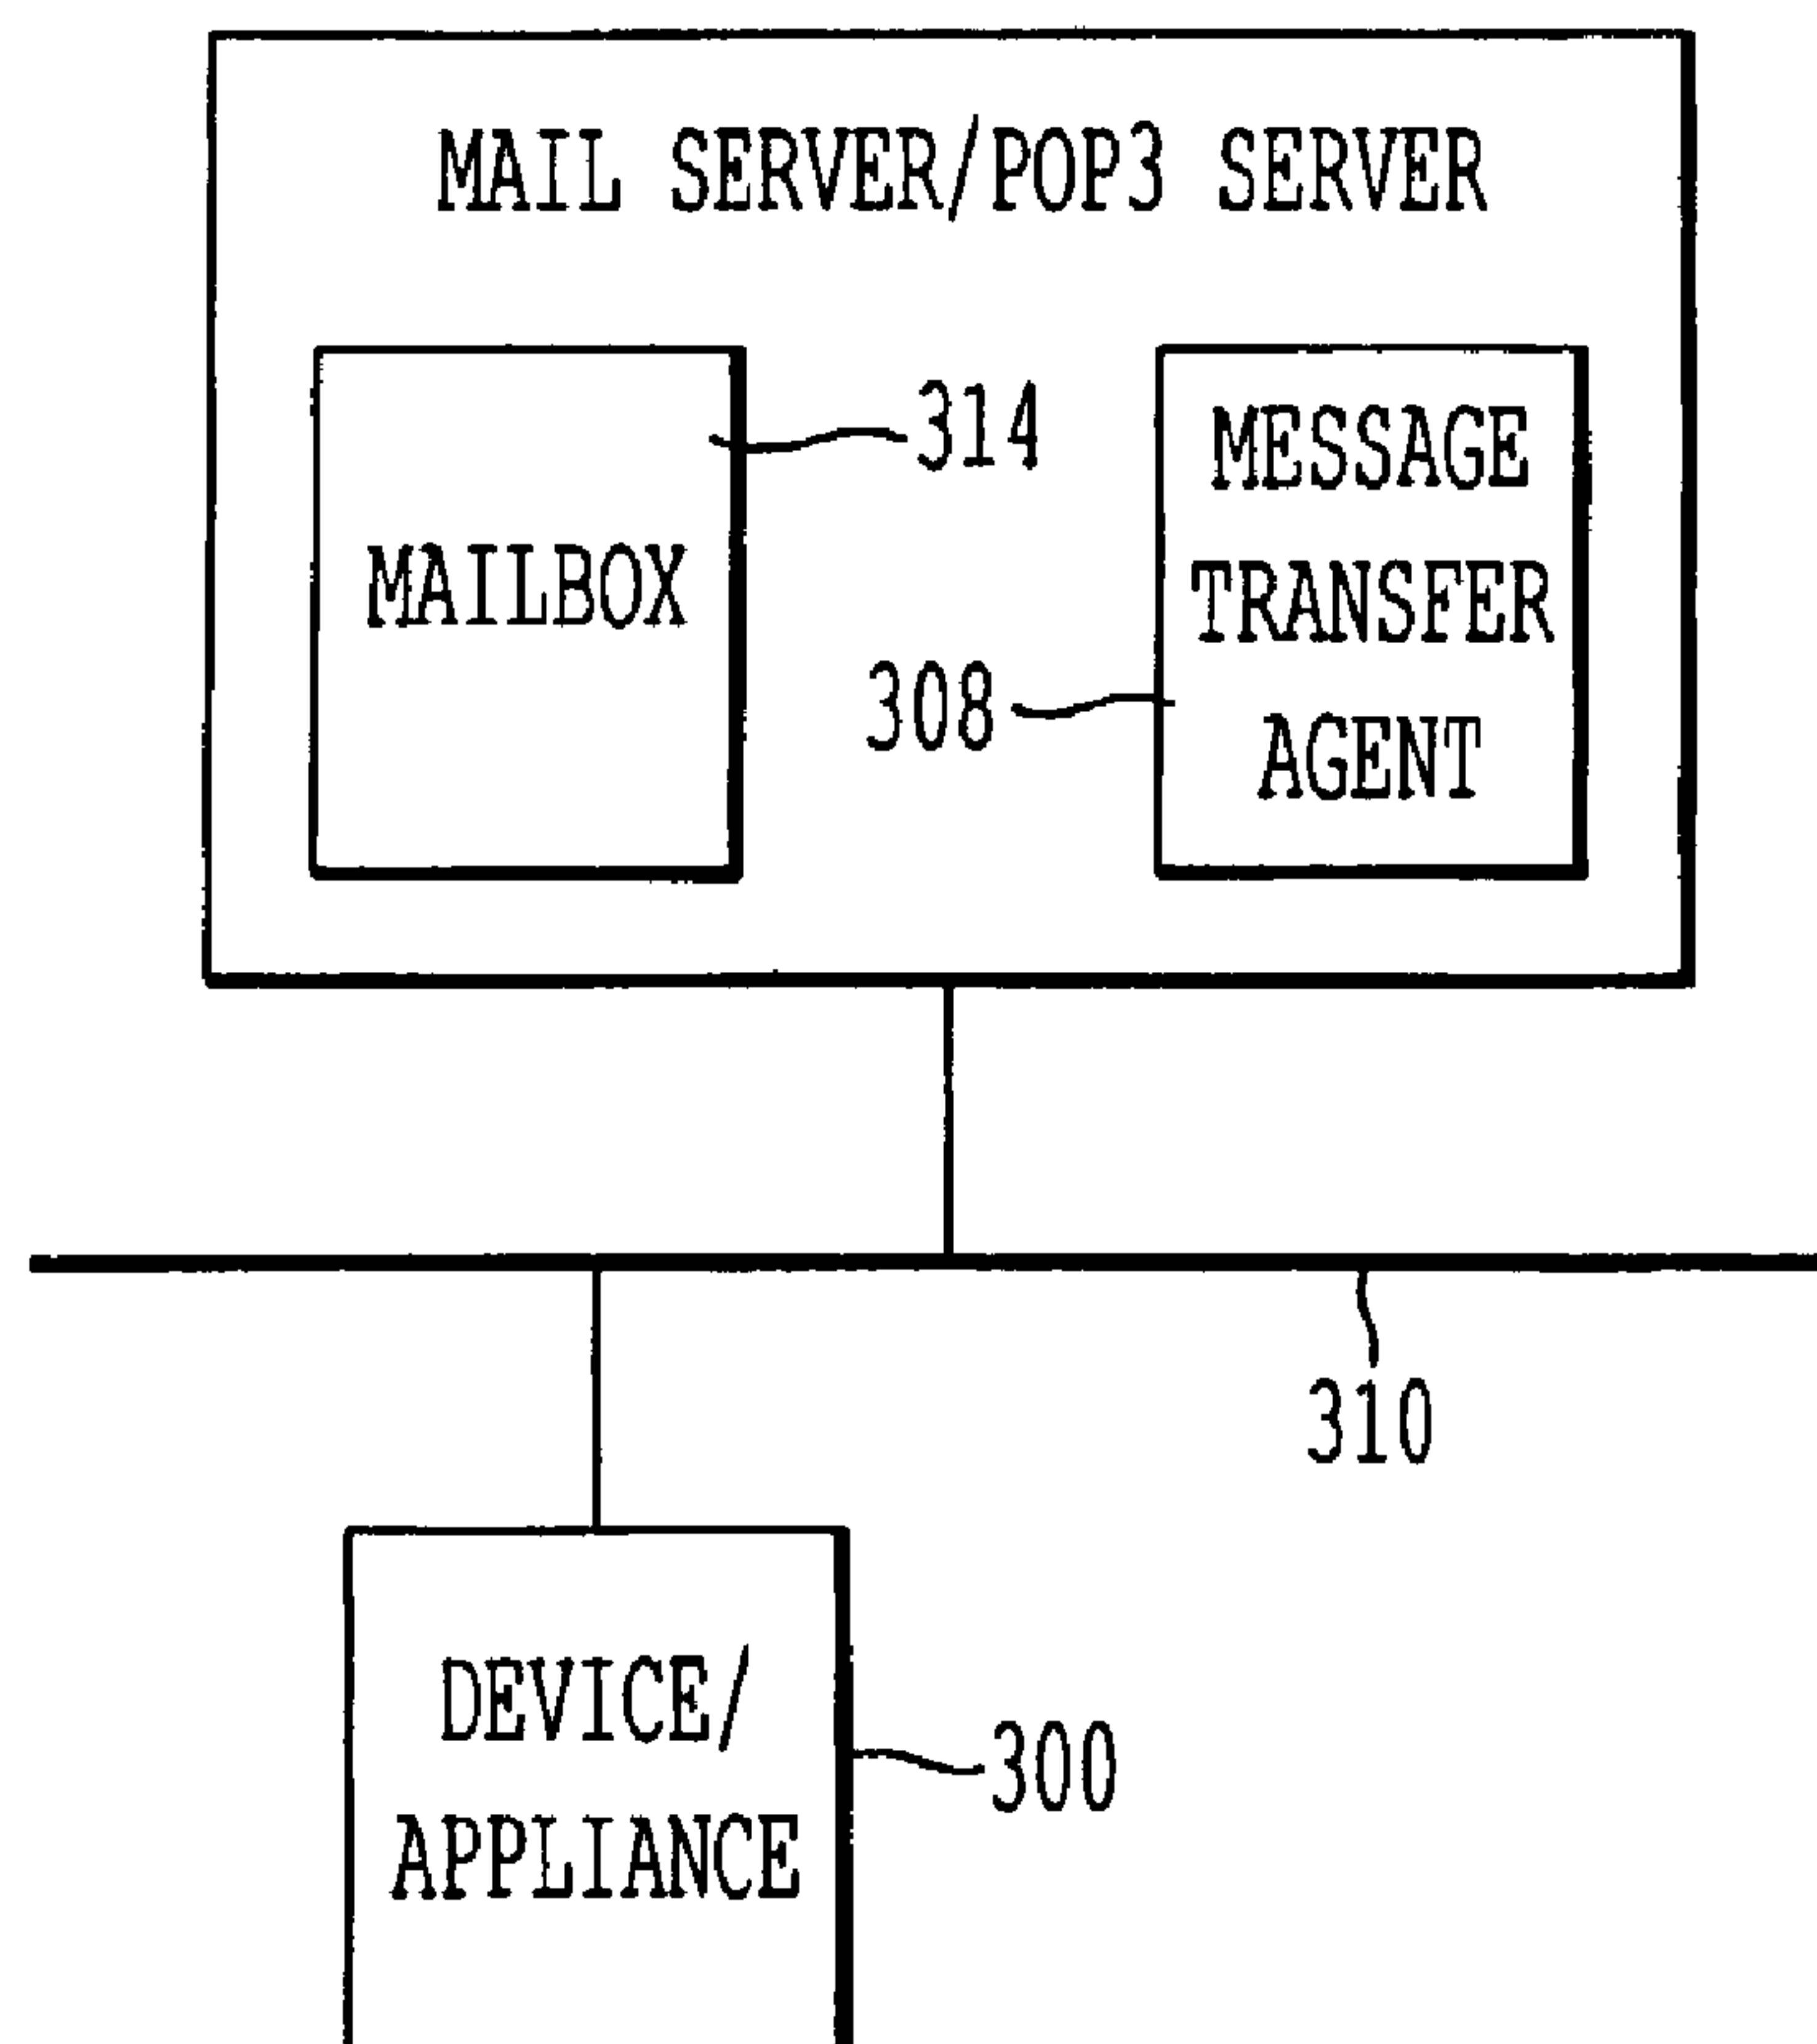 MAIL SERVER/POP3 SERVER
314
MAILBOX
MESSAGE
TRANSFER
AGENT
308
310
DEVICE/
APPLIANCE
300